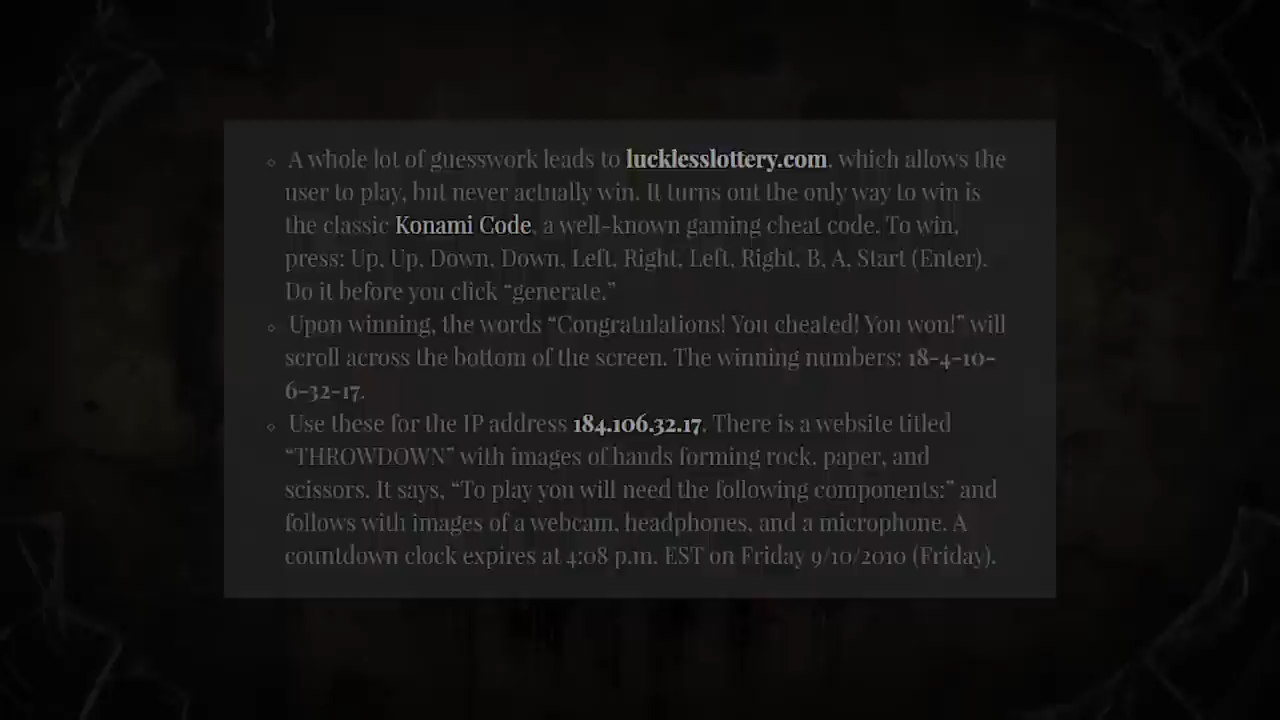 ◦ A whole lot of guesswork leads to lucklesslottery.com, which allows the
user to play, but never actually win. It turns out the only way to win is
the classic Konami Code, a well-known gaming cheat code. To win,
press: Up, Up, Down, Down, Left, Right, Left, Right, B, A, Start (Enter).
Do it before you click “generate.”
◦ Upon winning, the words “Congratulations! You cheated! You won!” will
scroll across the bottom of the screen. The winning numbers: 18-4-10-
6-32-17.
◦ Use these for the IP address 184.106.32.17. There is a website titled
“THROWDOWN” with images of hands forming rock, paper, and
scissors. It says, “To play you will need the following components:” and
follows with images of a webcam, headphones, and a microphone. A
countdown clock expires at 4:08 p.m. EST on Friday 9/10/2010 (Friday).